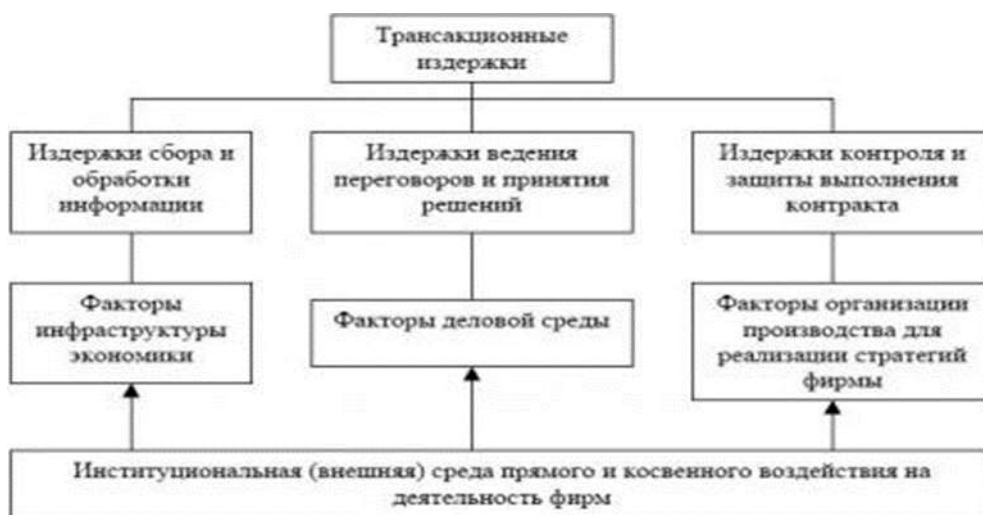 Трансакционные
издержки
Издержки сбора и
обработки
информации
Издержки ведения
переговоров и принятия
решений
Издержки контроля и
защиты выполнения
контракта
Факторы
инфраструктуры
экономики
Факторы деловой среды
Факторы организации
производства для
реализации стратегий
фирмы
Институциональная (внешняя) среда прямого и косвенного воздействия на
деятельность фирм